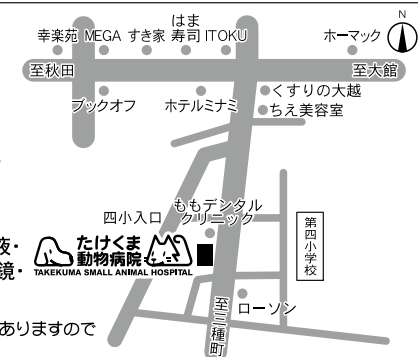 N
はま
幸楽苑 MEGA すき家 寿司 ITOKU ホーマック
至秋田 至大館
ブックオフ ホテルミナミ くすりの大越
ちえ美容室
ももデンタル
四小入口 クリニック
第四小学校
液・
たけくま
動物病院
鏡・
TAKEKUMA SMALL ANIMAL HOSPITAL
ローソン
至三種町
ありますので